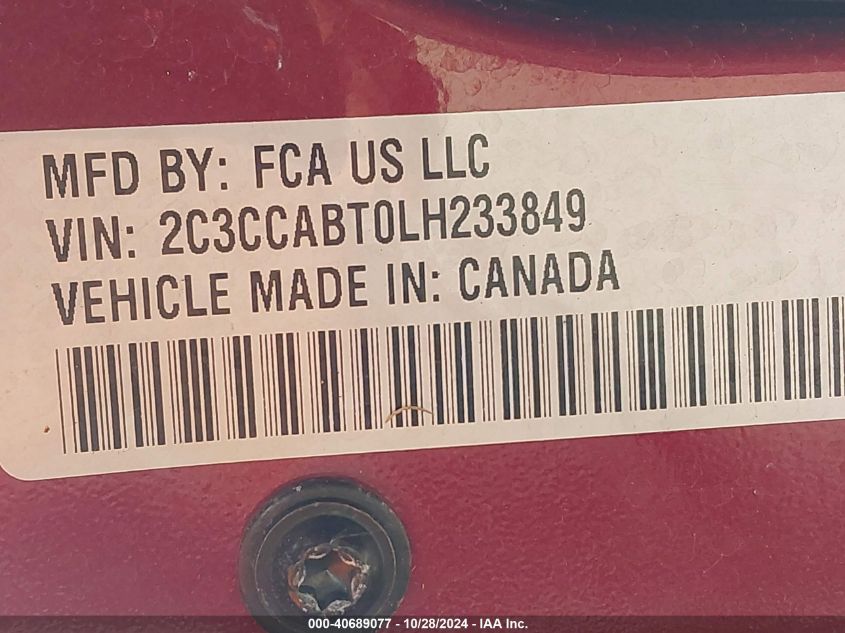 MFD BY: FCA US LLC
VIN: 2C3CCABT0LH233849
VEHICLE MADE IN: CANADA
000-40689077 - 10/28/2024 - IAA Inc.